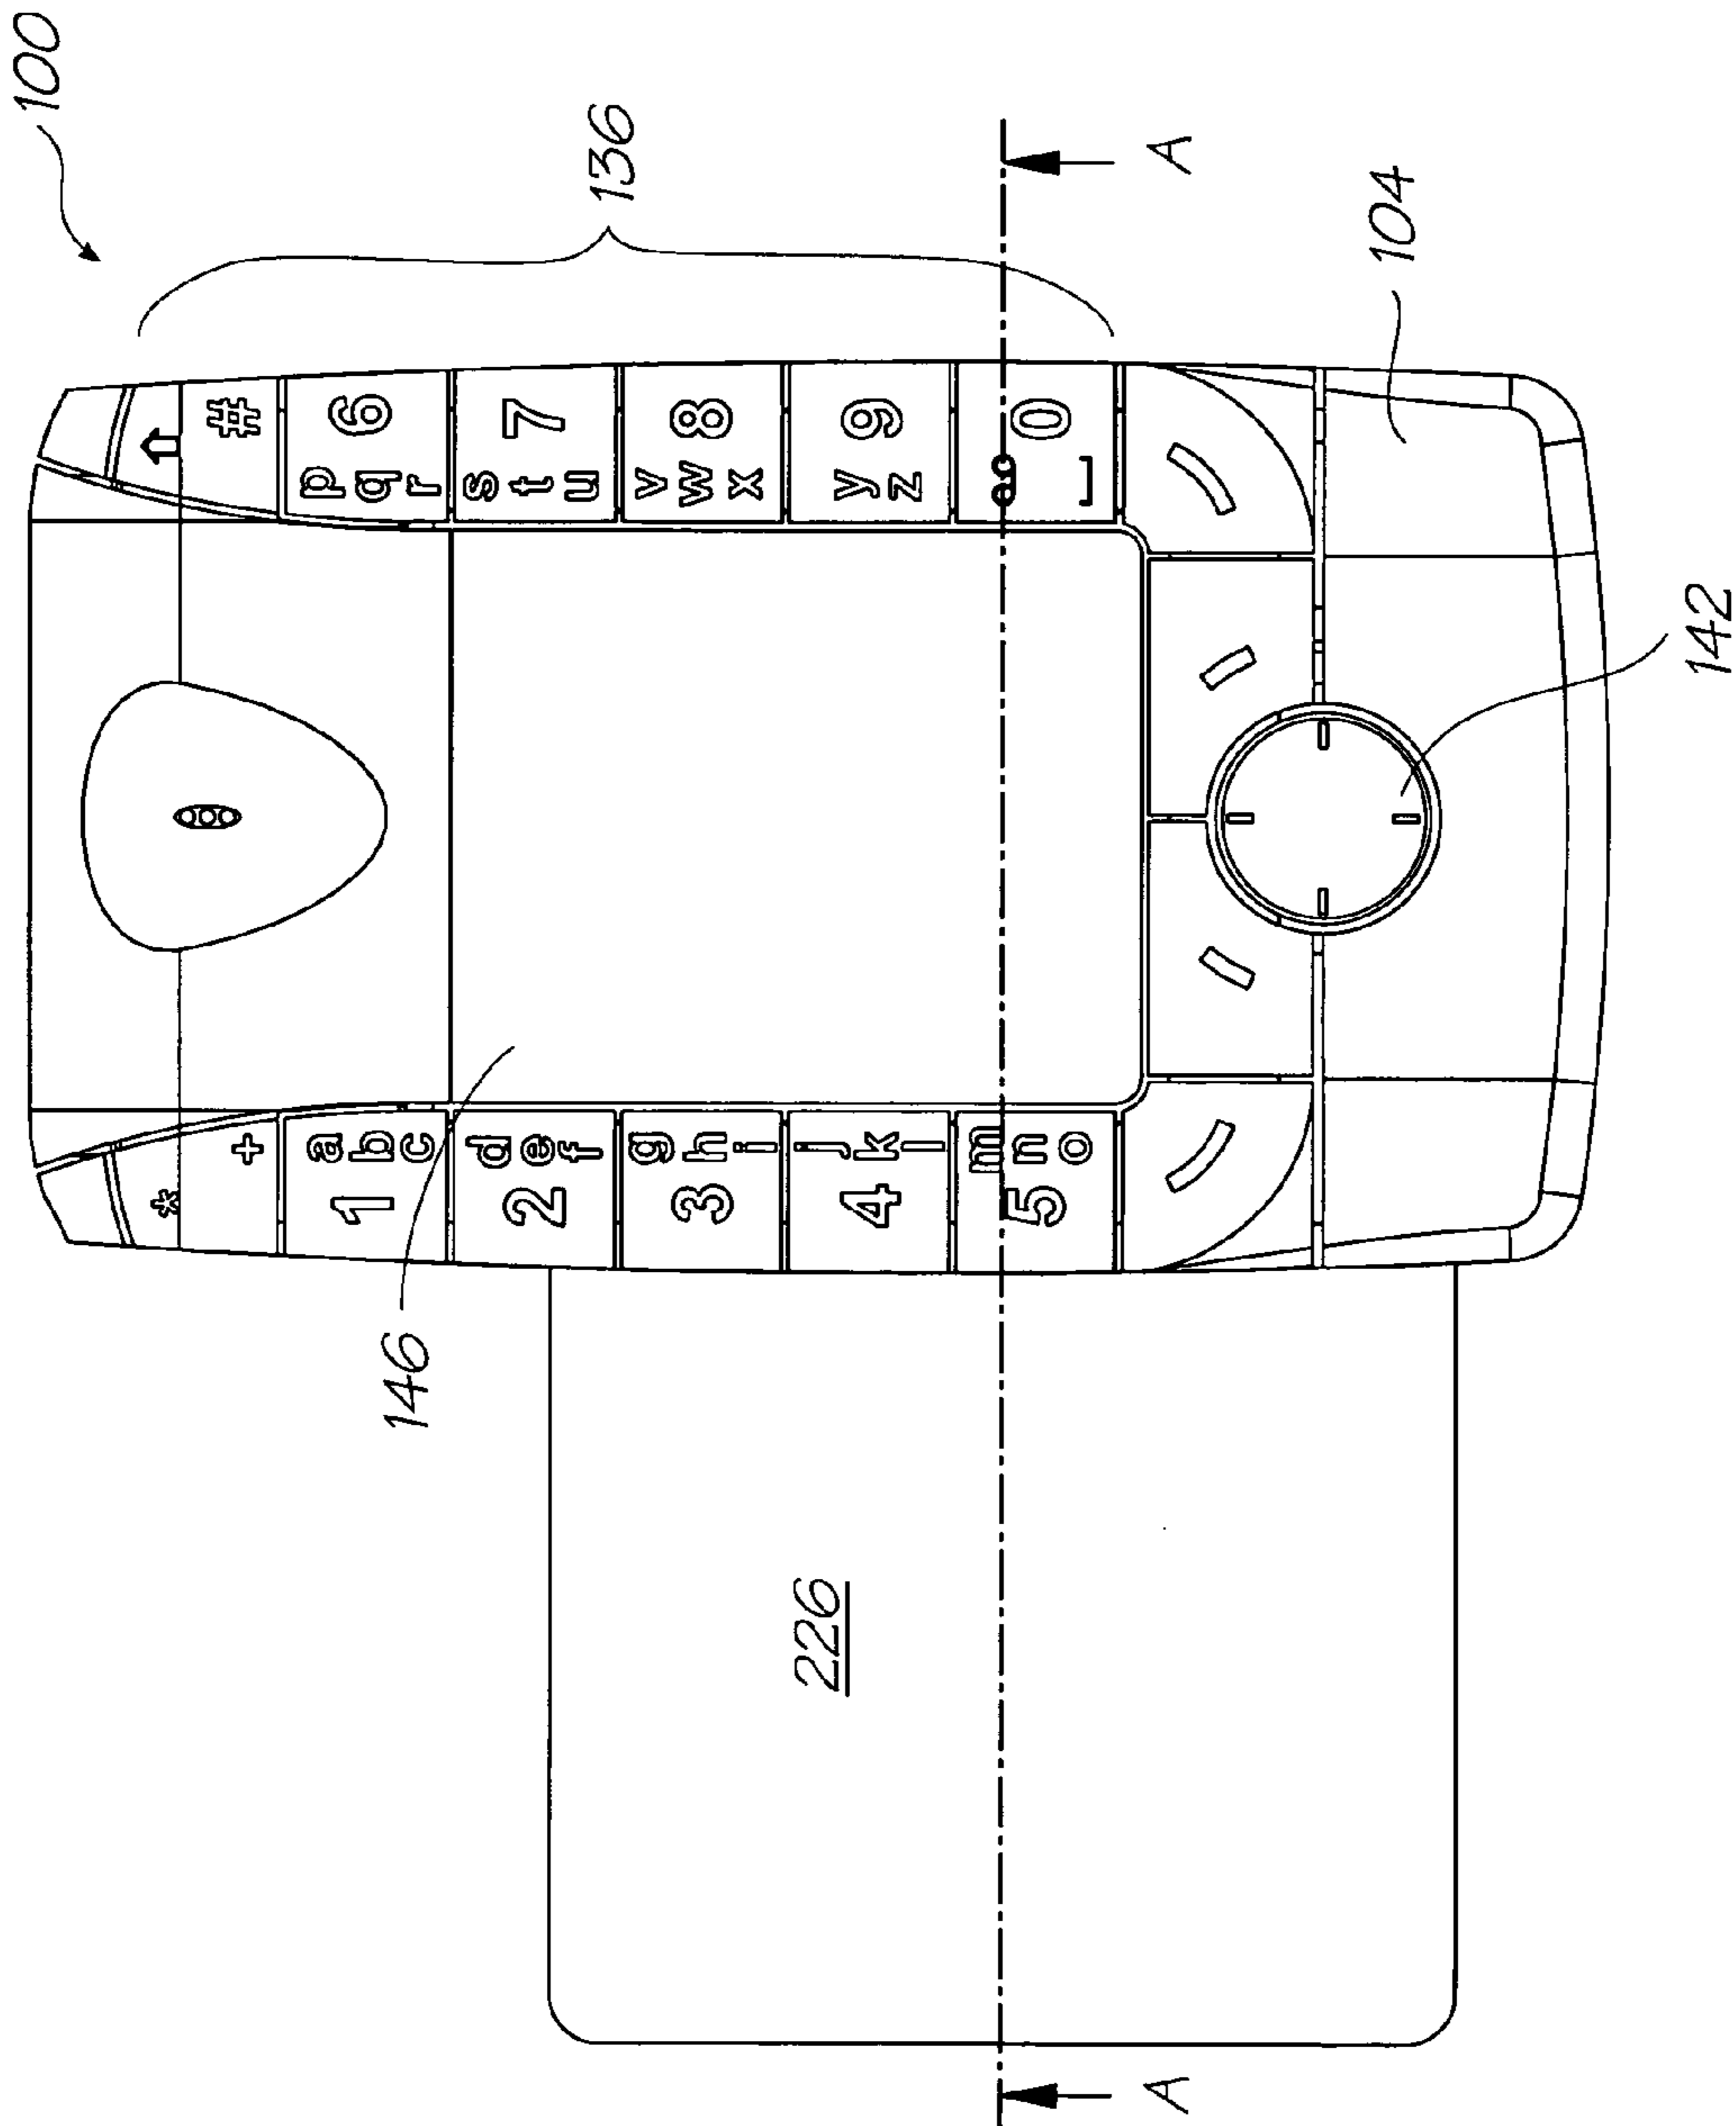 100
136
A
104
142
146
226
A
*
+
1 abc
2 def
3 ghi
4 jkl
5 mno
#
pqr 6
stu 7
vwx 8
yz 9
0